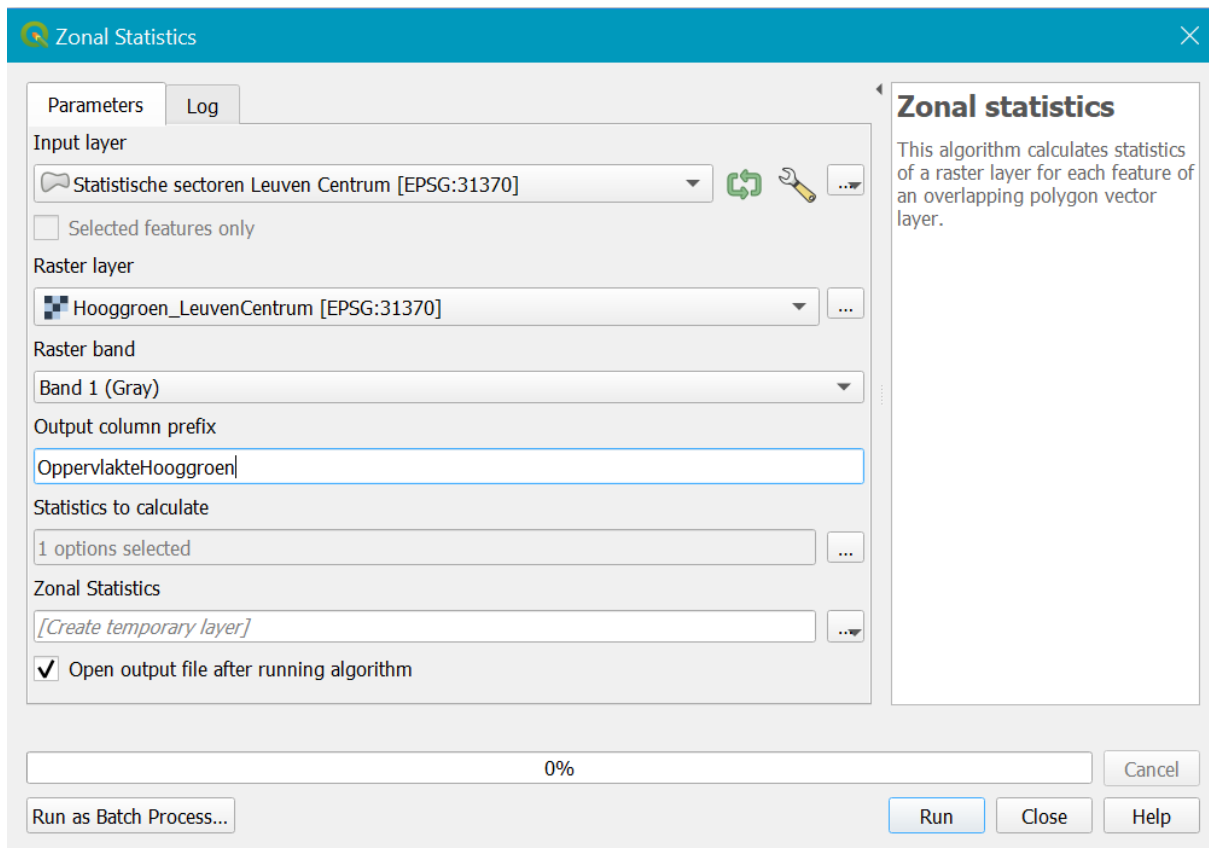 Zonal Statistics
Parameters
Log
Input layer
Statistische sectoren Leuven Centrum [EPSG:31370]
...
Selected features only
Raster layer
Hooggroen_LeuvenCentrum [EPSG:31370]
...
Raster band
Band 1 (Gray)
Output column prefix
OppervlakteHooggroen
Statistics to calculate
1 options selected
...
Zonal Statistics
[Create temporary layer]
...
Open output file after running algorithm
Zonal statistics
This algorithm calculates statistics
of a raster layer for each feature of
an overlapping polygon vector
layer.
0%
Cancel
Run as Batch Process...
Run
Close
Help